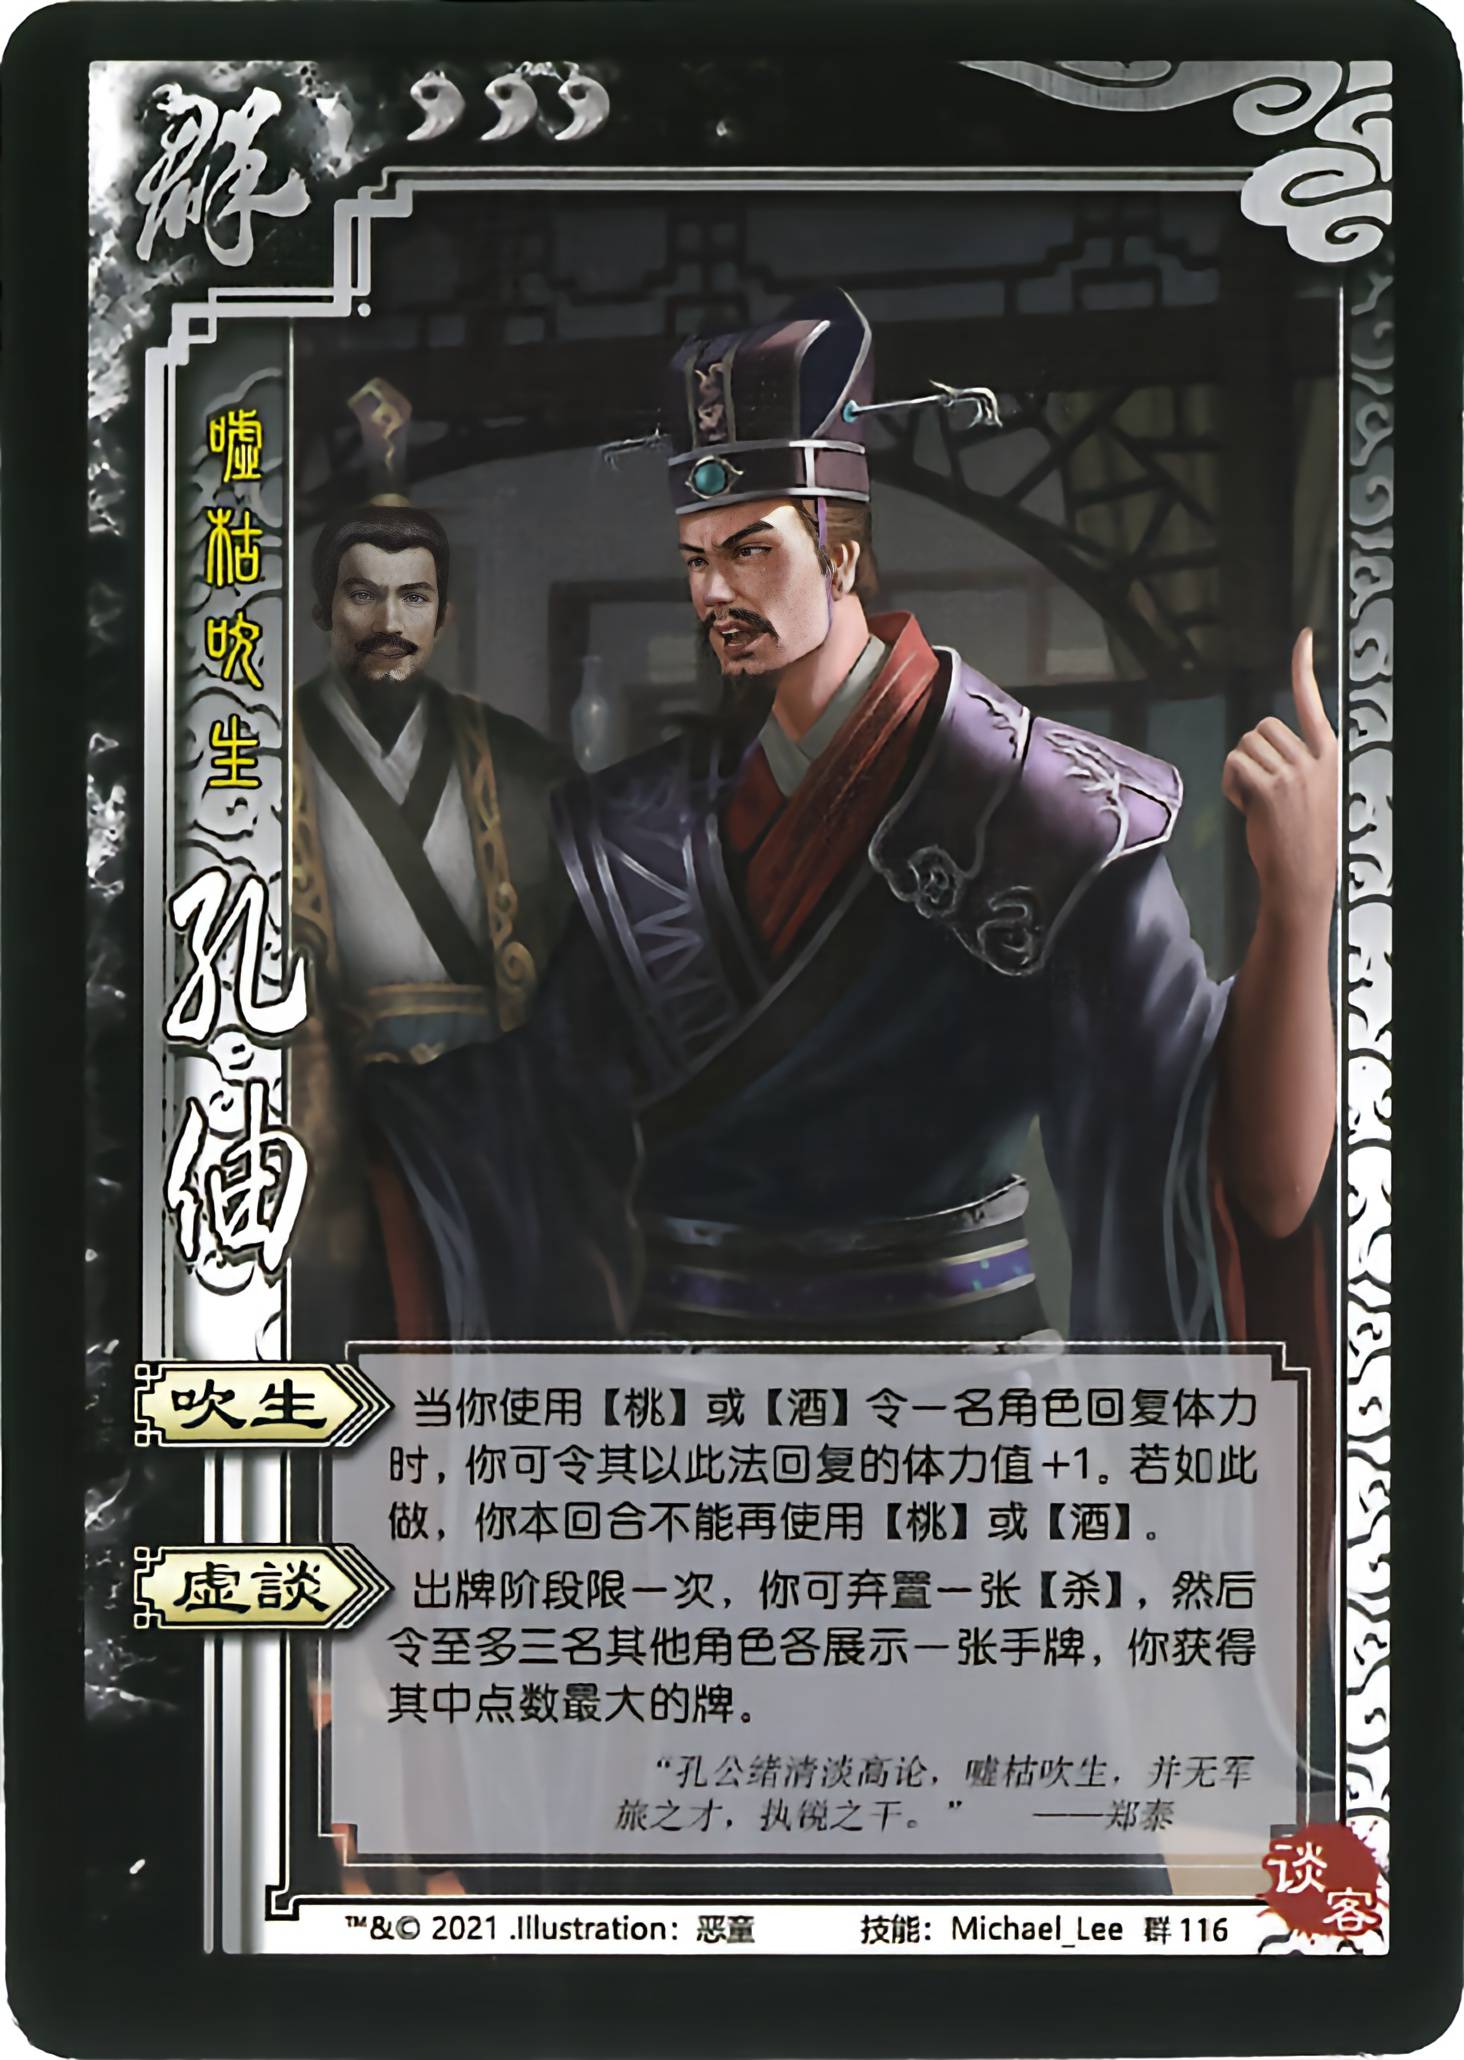 群
嘘枯吹生
孔伷
吹生
当你使用【桃】或【酒】令一名角色回复体力
时，你可令其以此法回复的体力值+1。若如此
做，你本回合不能再使用【桃】或【酒】。
虚談
出牌阶段限一次，你可弃置一张【杀】，然后
令至多三名其他角色各展示一张手牌，你获得
其中点数最大的牌。
“孔公绪清淡高论，嘘枯吹生，并无军
旅之才，执锐之干。” ——郑泰
谈客
™&© 2021 .Illustration：恶童 技能：Michael_Lee 群 116